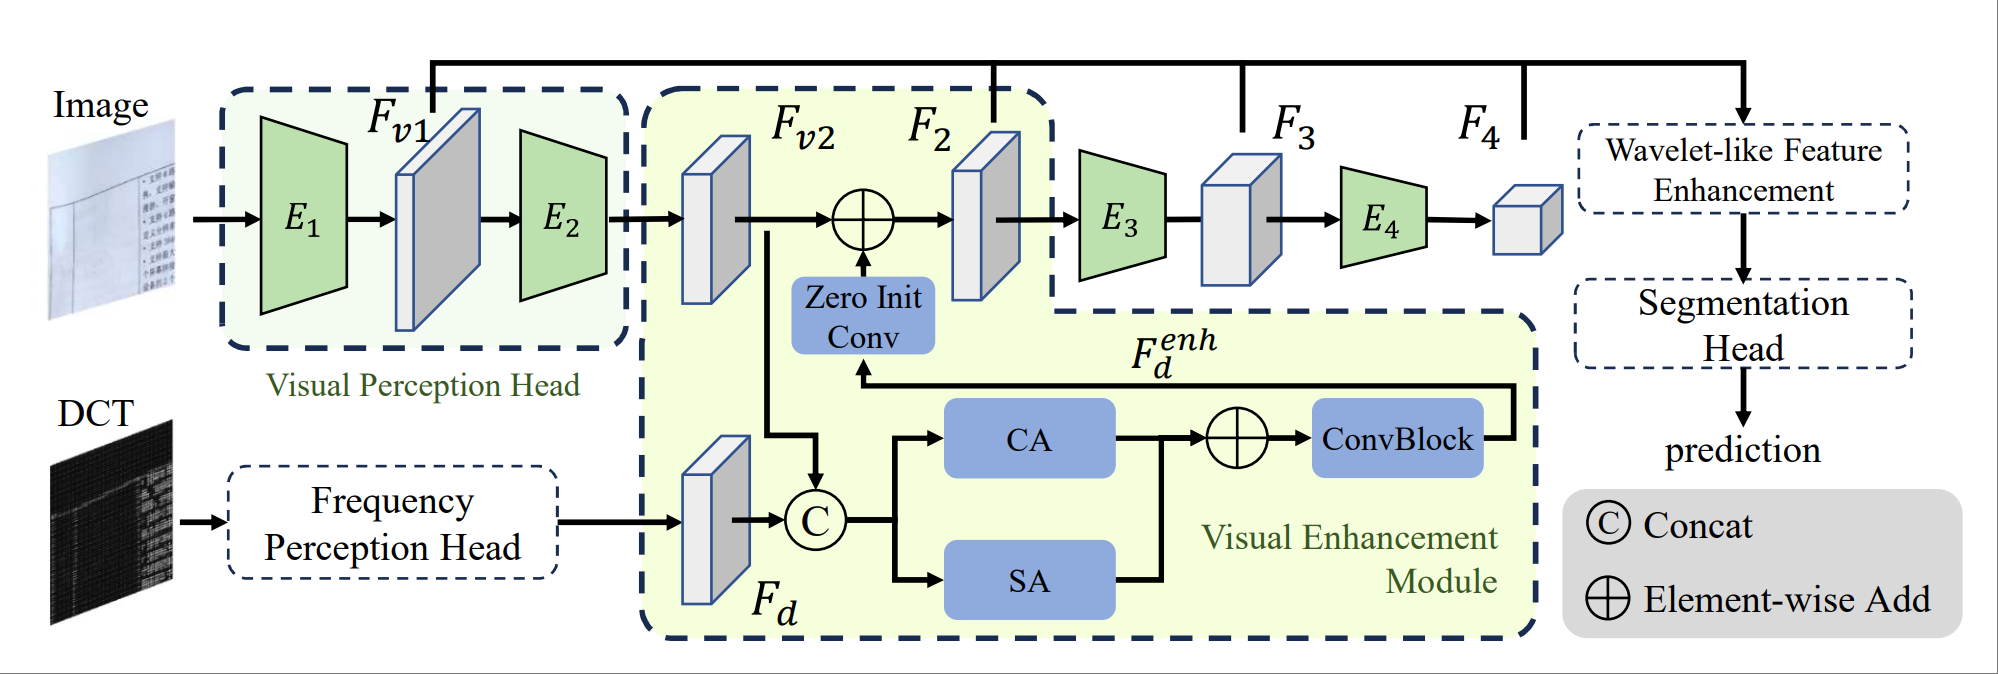 Image
F_{v1}
E_1
E_2
Visual Perception Head
DCT
Frequency
Perception Head
F_{v2}
F_2
Zero Init
Conv
F_d^{enh}
F_d
C
CA
SA
ConvBlock
Visual Enhancement
Module
E_3
F_3
E_4
F_4
Wavelet-like Feature
Enhancement
Segmentation
Head
prediction
C Concat
Element-wise Add